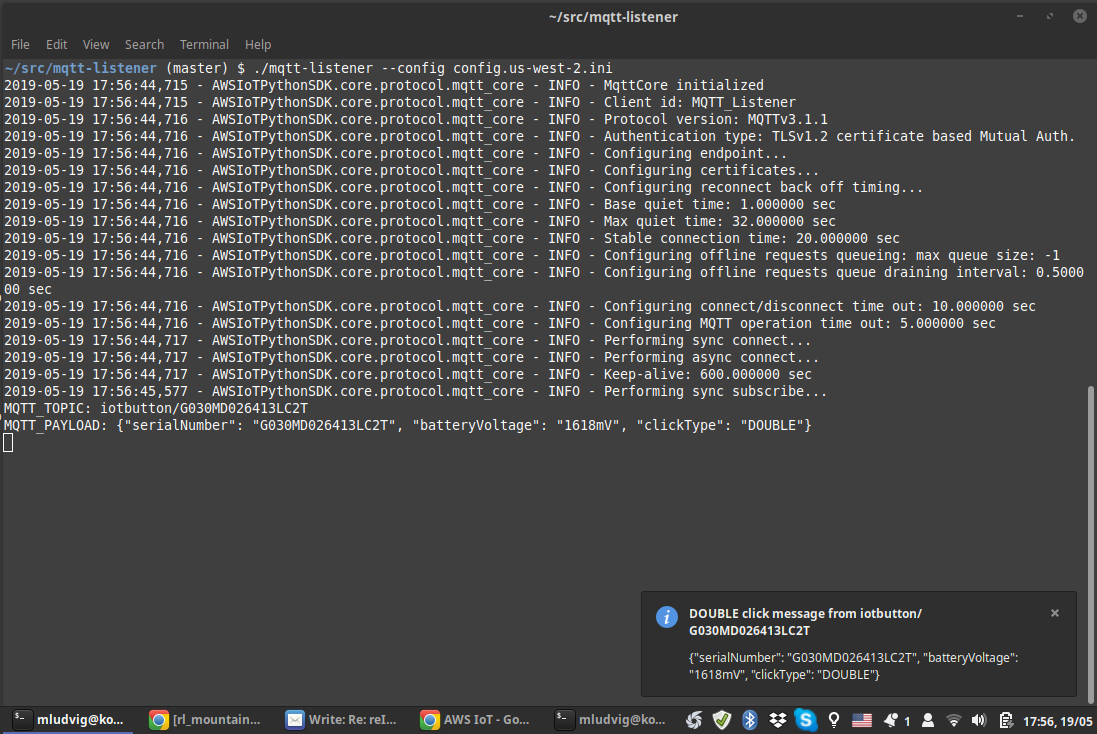 ~/src/mqtt-listener
File Edit View Search Terminal Help
~/src/mqtt-listener (master) $ ./mqtt-listener --config config.us-west-2.ini
2019-05-19 17:56:44,715 - AWSIoTPythonSDK.core.protocol.mqtt_core - INFO - MqttCore initialized
2019-05-19 17:56:44,715 - AWSIoTPythonSDK.core.protocol.mqtt_core - INFO - Client id: MQTT_Listener
2019-05-19 17:56:44,716 - AWSIoTPythonSDK.core.protocol.mqtt_core - INFO - Protocol version: MQTTv3.1.1
2019-05-19 17:56:44,716 - AWSIoTPythonSDK.core.protocol.mqtt_core - INFO - Authentication type: TLSv1.2 certificate based Mutual Auth.
2019-05-19 17:56:44,716 - AWSIoTPythonSDK.core.protocol.mqtt_core - INFO - Configuring endpoint...
2019-05-19 17:56:44,716 - AWSIoTPythonSDK.core.protocol.mqtt_core - INFO - Configuring certificates...
2019-05-19 17:56:44,716 - AWSIoTPythonSDK.core.protocol.mqtt_core - INFO - Configuring reconnect back off timing...
2019-05-19 17:56:44,716 - AWSIoTPythonSDK.core.protocol.mqtt_core - INFO - Base quiet time: 1.000000 sec
2019-05-19 17:56:44,716 - AWSIoTPythonSDK.core.protocol.mqtt_core - INFO - Max quiet time: 32.000000 sec
2019-05-19 17:56:44,716 - AWSIoTPythonSDK.core.protocol.mqtt_core - INFO - Stable connection time: 20.000000 sec
2019-05-19 17:56:44,716 - AWSIoTPythonSDK.core.protocol.mqtt_core - INFO - Configuring offline requests queueing: max queue size: -1
2019-05-19 17:56:44,716 - AWSIoTPythonSDK.core.protocol.mqtt_core - INFO - Configuring offline requests queue draining interval: 0.5000
00 sec
2019-05-19 17:56:44,716 - AWSIoTPythonSDK.core.protocol.mqtt_core - INFO - Configuring connect/disconnect time out: 10.000000 sec
2019-05-19 17:56:44,716 - AWSIoTPythonSDK.core.protocol.mqtt_core - INFO - Configuring MQTT operation time out: 5.000000 sec
2019-05-19 17:56:44,717 - AWSIoTPythonSDK.core.protocol.mqtt_core - INFO - Performing sync connect...
2019-05-19 17:56:44,717 - AWSIoTPythonSDK.core.protocol.mqtt_core - INFO - Performing async connect...
2019-05-19 17:56:44,717 - AWSIoTPythonSDK.core.protocol.mqtt_core - INFO - Keep-alive: 600.000000 sec
2019-05-19 17:56:45,577 - AWSIoTPythonSDK.core.protocol.mqtt_core - INFO - Performing sync subscribe...
MQTT_TOPIC: iotbutton/G030MD026413LC2T
MQTT_PAYLOAD: {"serialNumber": "G030MD026413LC2T", "batteryVoltage": "1618mV", "clickType": "DOUBLE"}
DOUBLE click message from iotbutton/
G030MD026413LC2T
{"serialNumber": "G030MD026413LC2T", "batteryVoltage":
"1618mV", "clickType": "DOUBLE"}
mludvig@ko... [rl_mountain... Write: Re: reI... AWS IoT - Go... mludvig@ko... 1 17:56, 19/05